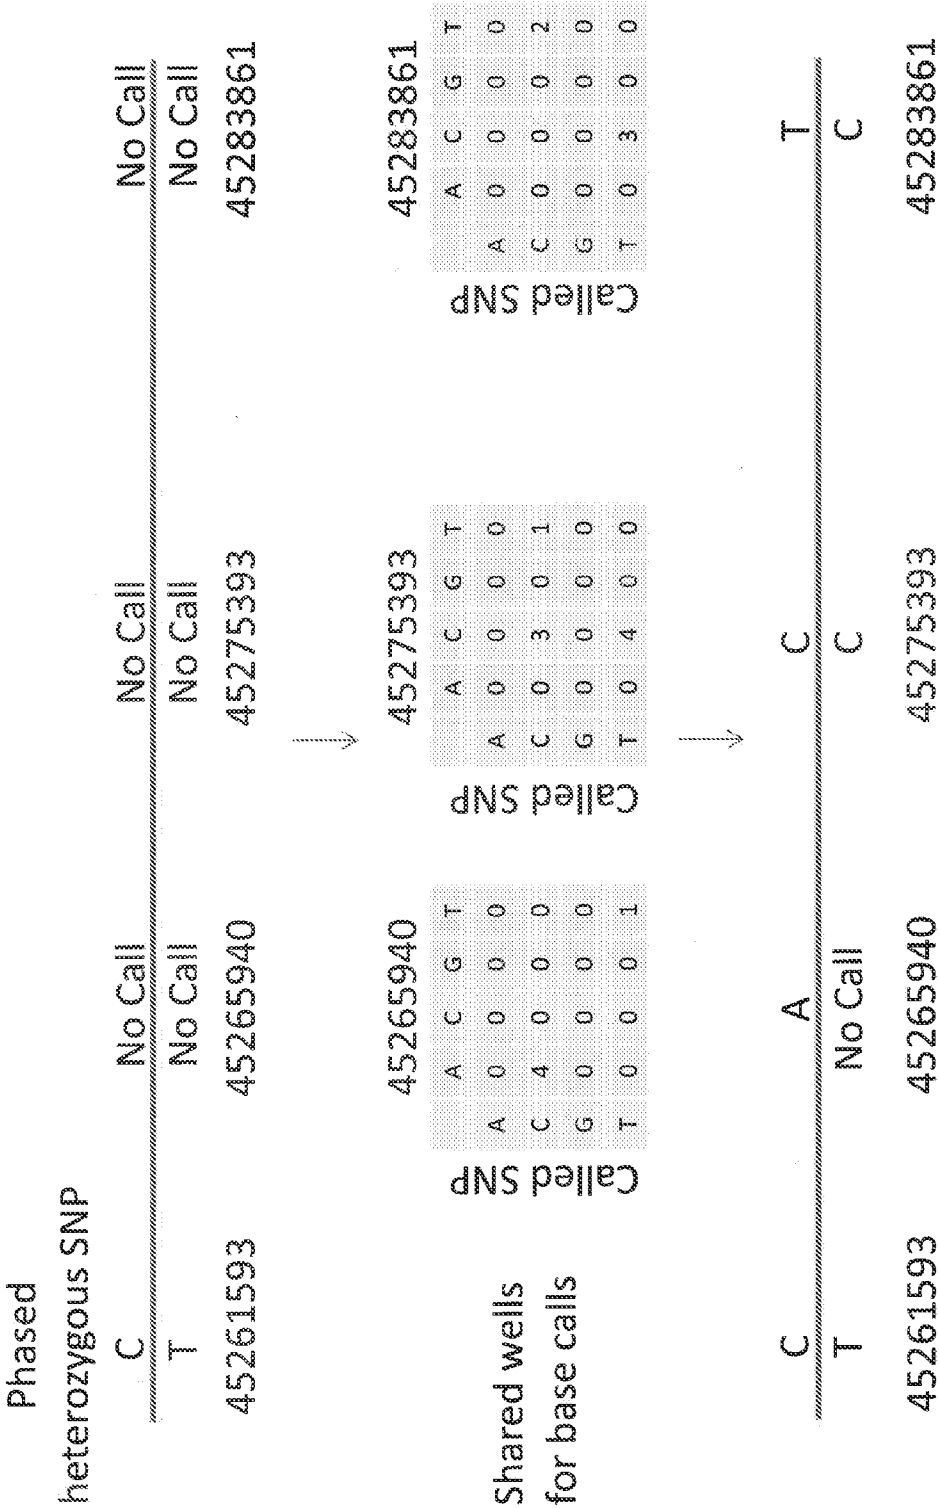 Phased
heterozygous SNP
C No Call No Call No Call
T No Call No Call No Call
45261593 45265940 45275393 45283861
Shared wells
for base calls
45265940 45275393 45283861
Called SNP
A C G T
A 0 0 0 0
C 4 0 0 0
G 0 0 0 0
T 0 0 0 1
Called SNP
A C G T
A 0 0 0 0
C 0 3 0 1
G 0 0 0 0
T 0 4 0 0
Called SNP
A C G T
A 0 0 0 0
C 0 0 0 2
G 0 0 0 0
T 0 3 0 0
C A C T
T No Call C C
45261593 45265940 45275393 45283861